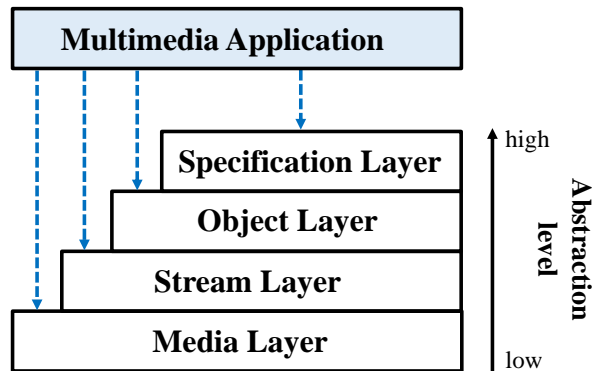 Multimedia Application
high
Specification Layer
Object Layer
Stream Layer
Media Layer
low
Abstraction
level